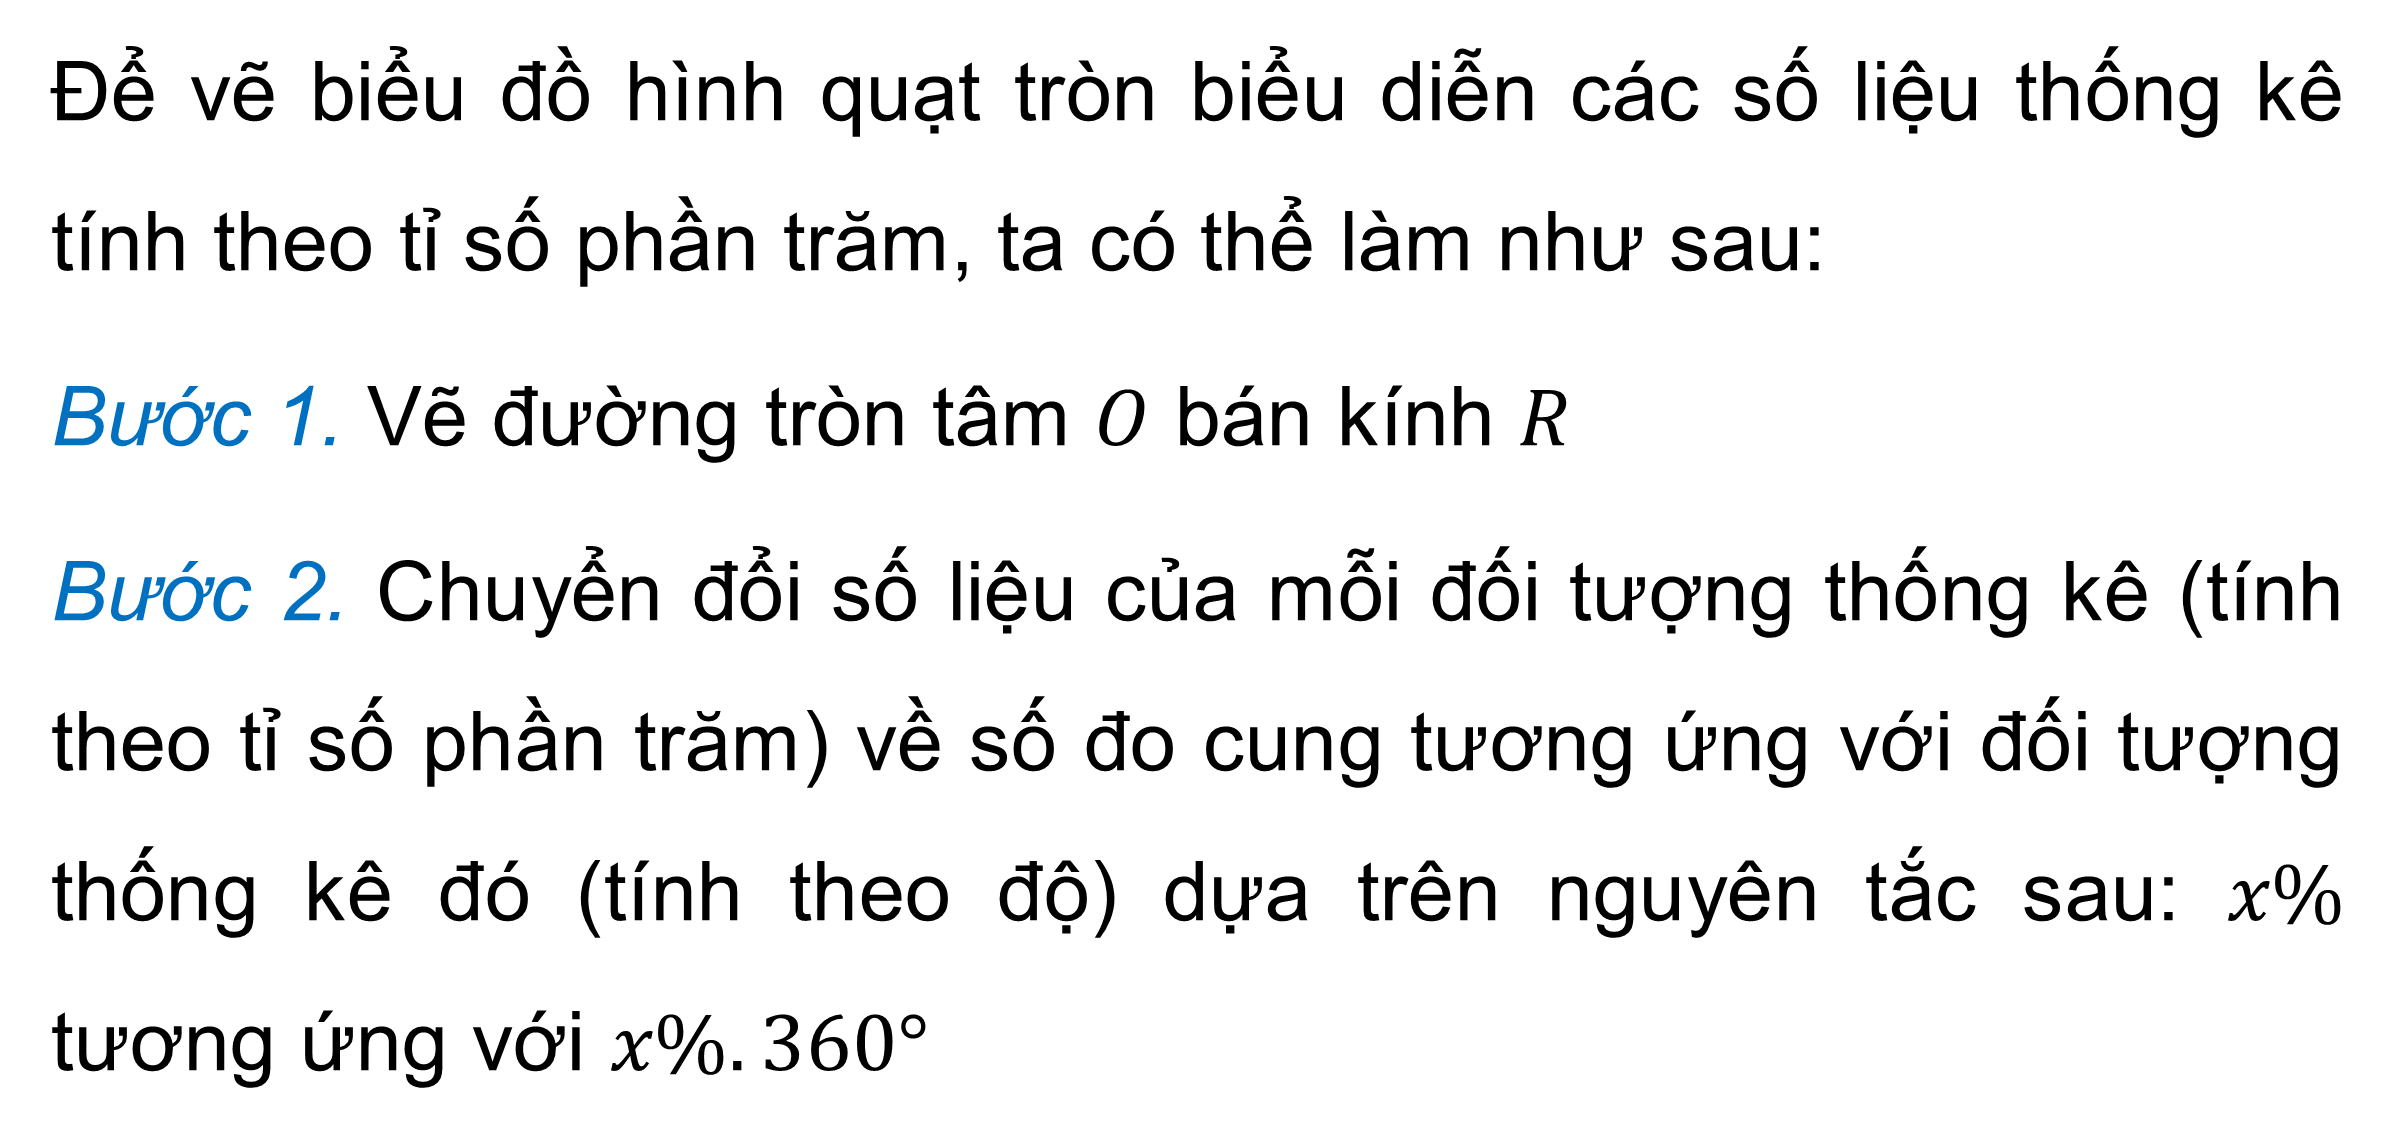 Để vẽ biểu đồ hình quạt tròn biểu diễn các số liệu thống kê
tính theo tỉ số phần trăm, ta có thể làm như sau:
Bước 1. Vẽ đường tròn tâm O bán kính R
Bước 2. Chuyển đổi số liệu của mỗi đối tượng thống kê (tính
theo tỉ số phần trăm) về số đo cung tương ứng với đối tượng
thống kê đó (tính theo độ) dựa trên nguyên tắc sau: x%
tương ứng với x%. 360°